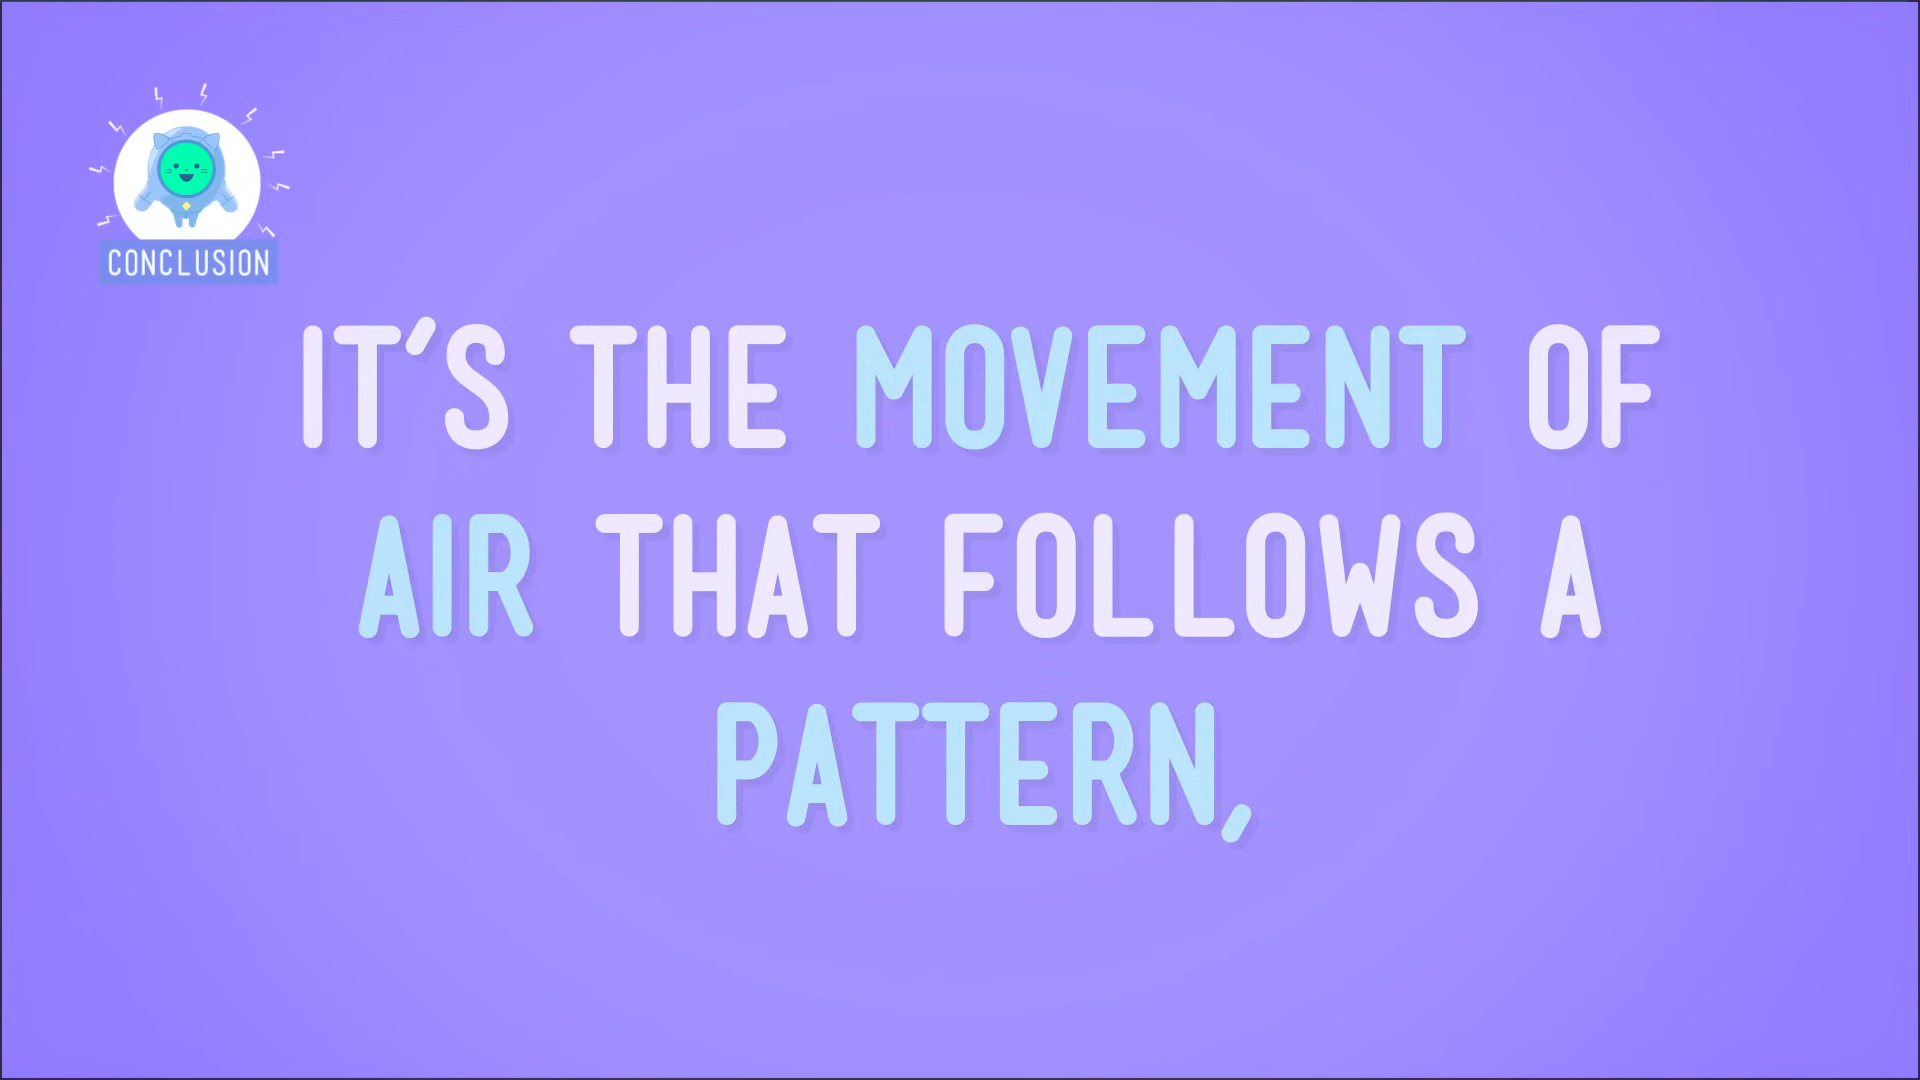 CONCLUSION
IT'S THE MOVEMENT OF
AIR THAT FOLLOWS A
PATTERN,